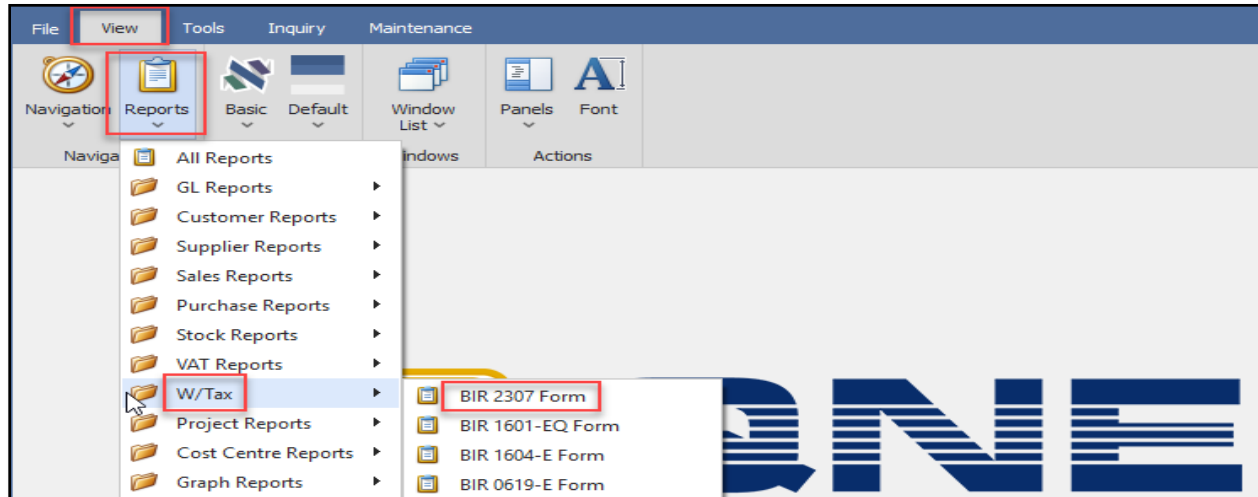 File View Tools Inquiry Maintenance
Navigation Reports Basic Default Window List Panels Font
Naviga indows Actions
All Reports
GL Reports
Customer Reports
Supplier Reports
Sales Reports
Purchase Reports
Stock Reports
VAT Reports
W/Tax
BIR 2307 Form
Project Reports
BIR 1601-EQ Form
Cost Centre Reports
BIR 1604-E Form
Graph Reports
BIR 0619-E Form
QNE